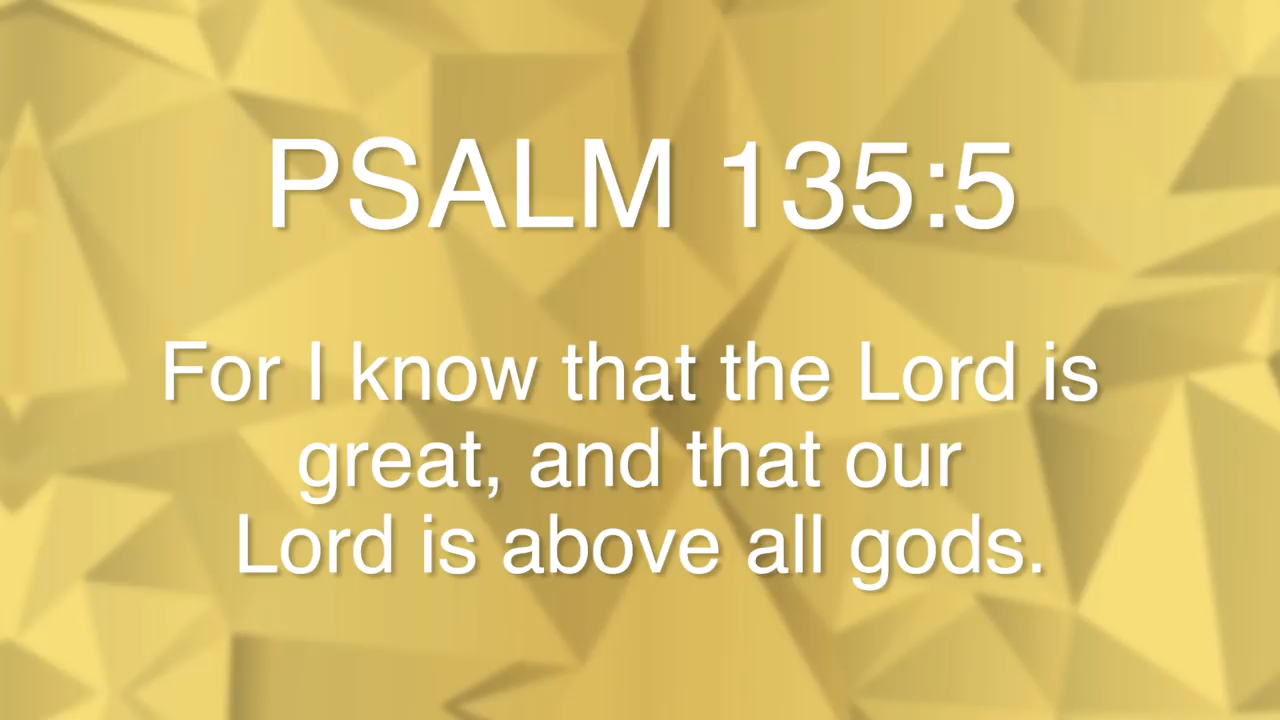 PSALM 135:5
For I know that the Lord is
great, and that our
Lord is above all gods.